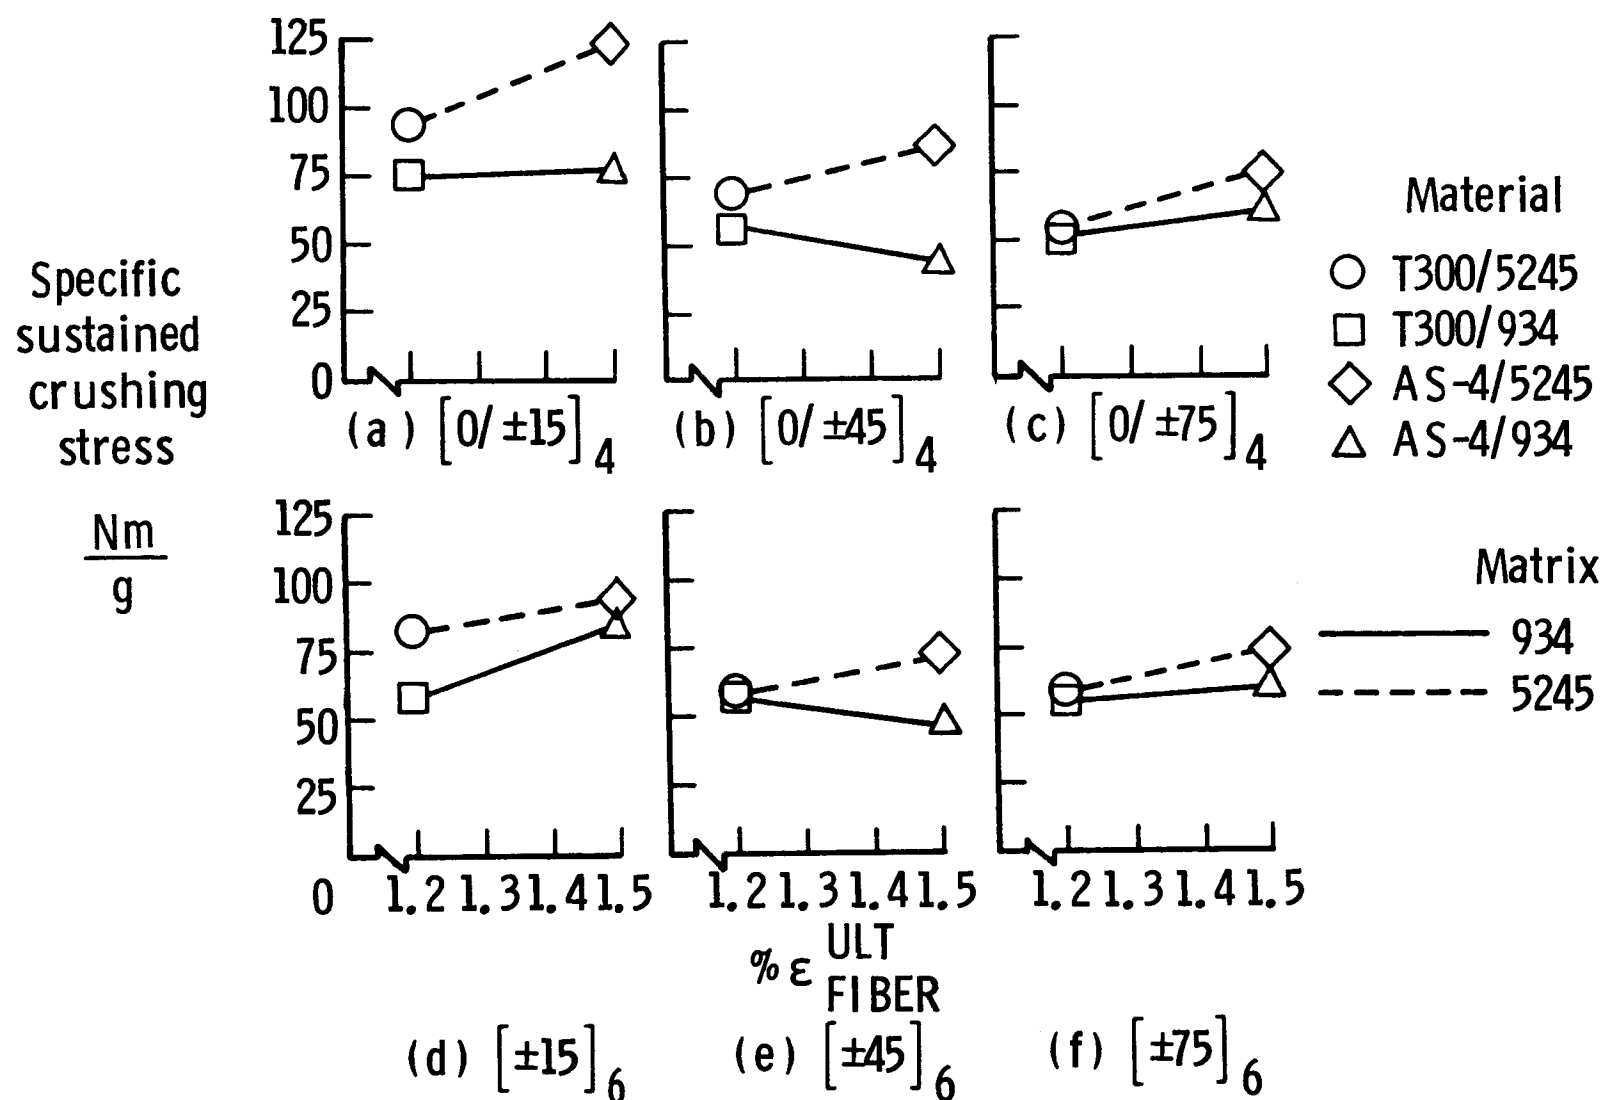 Specific
sustained
crushing
stress
Nm
g
125
100
75
50
25
0
(a) [0/ ±15]4
(b) [0/ ±45]4
(c) [0/ ±75]4
Material
T300/5245
T300/934
AS-4/5245
AS-4/934
125
100
75
50
25
0
1.2 1.3 1.4 1.5
1.2 1.3 1.4 1.5
1.2 1.3 1.4 1.5
Matrix
934
5245
% ε ULT
FIBER
(d) [±15]6
(e) [±45]6
(f) [±75]6